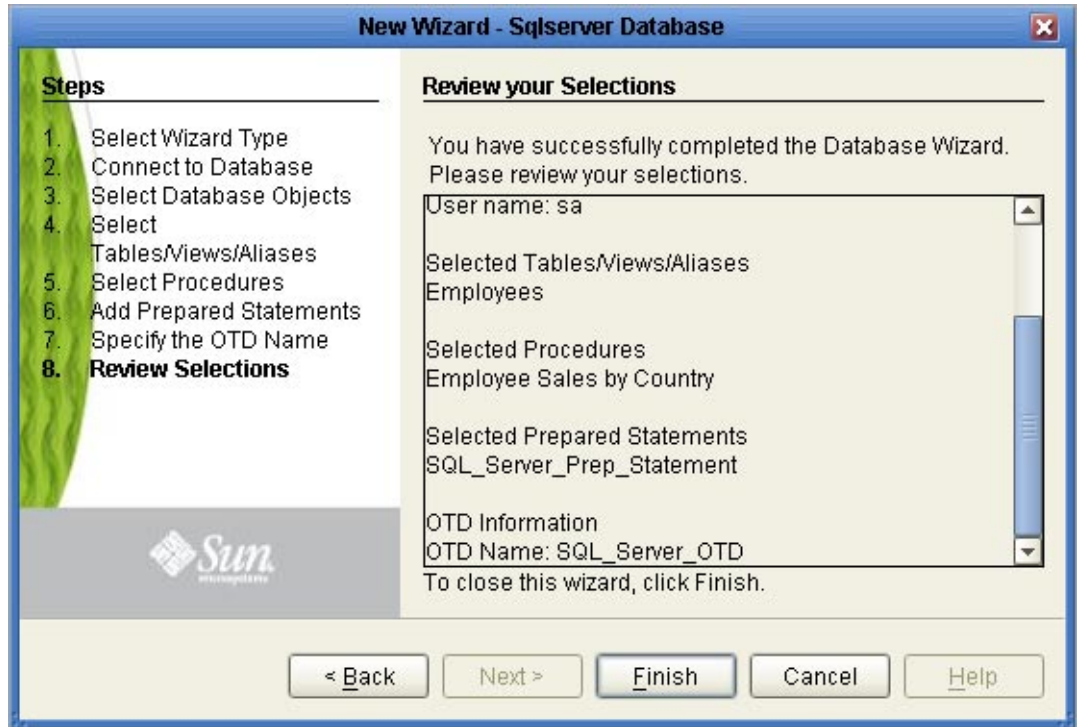 New Wizard - Sqlserver Database
Steps
1. Select Wizard Type
2. Connect to Database
3. Select Database Objects
4. Select
Tables/Views/Aliases
5. Select Procedures
6. Add Prepared Statements
7. Specify the OTD Name
8. Review Selections
Sun
microsystems
Review your Selections
You have successfully completed the Database Wizard.
Please review your selections.
User name: sa
Selected Tables/Views/Aliases
Employees
Selected Procedures
Employee Sales by Country
Selected Prepared Statements
SQL_Server_Prep_Statement
OTD Information
OTD Name: SQL_Server_OTD
To close this wizard, click Finish.
< Back
Next >
Finish
Cancel
Help